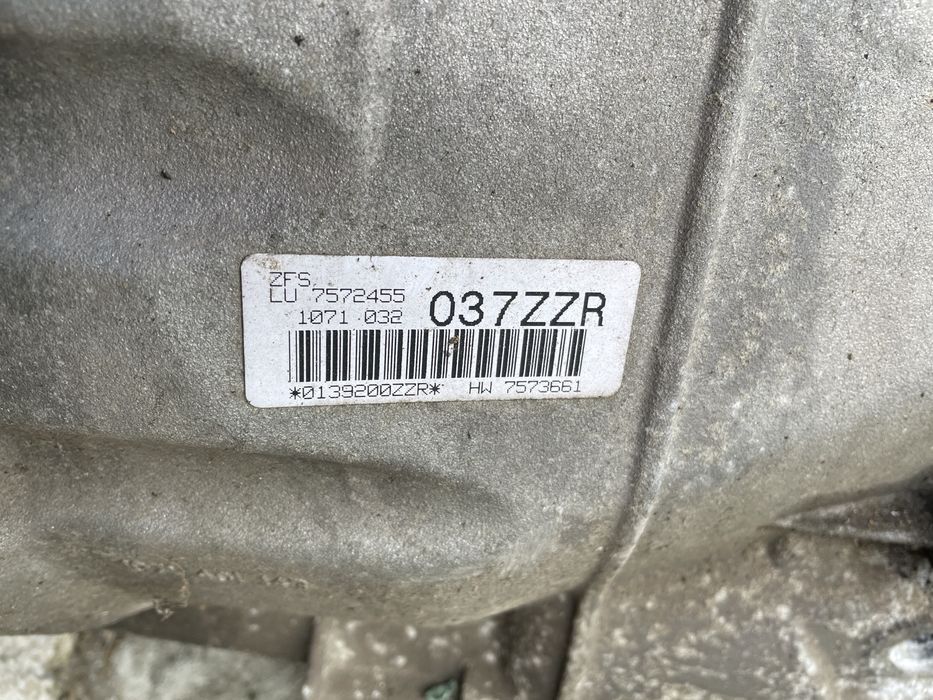 ZFS
LU 7572455
1071 032 037ZZR
*0139200ZZR* HW 7573661